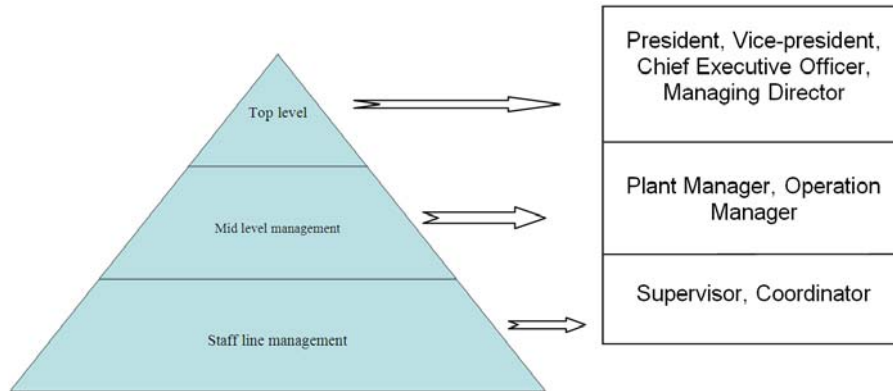 Top level
President, Vice-president,
Chief Executive Officer,
Managing Director
Mid level management
Plant Manager, Operation
Manager
Staff line management
Supervisor, Coordinator